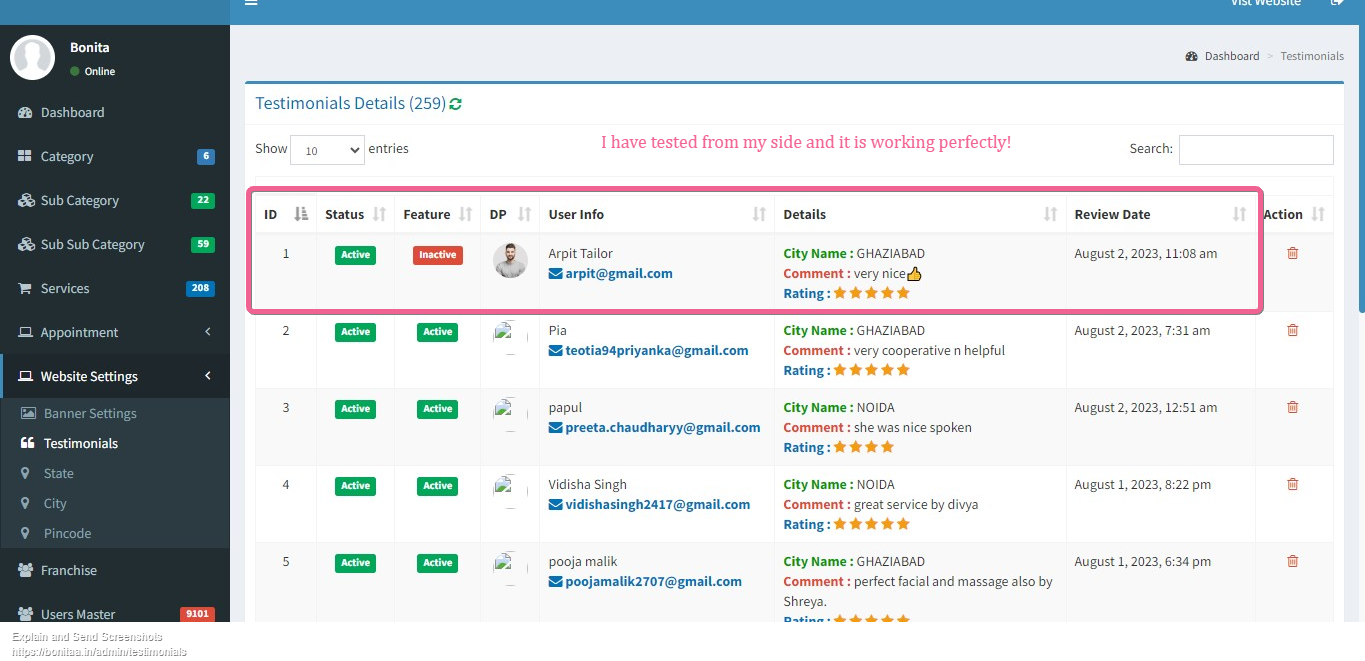 Vist Website
Bonita
Online
Dashboard > Testimonials
Dashboard
Category 6
Sub Category 22
Sub Sub Category 59
Services 208
Appointment
Website Settings
Banner Settings
Testimonials
State
City
Pincode
Franchise
Users Master 9101
Testimonials Details (259)
Show 10 entries
I have tested from my side and it is working perfectly!
Search:
ID Status Feature DP User Info Details Review Date Action
1 Active Inactive Arpit Tailor City Name : GHAZIABAD August 2, 2023, 11:08 am
arpit@gmail.com Comment : very nice👍
Rating :
2 Active Active Pia City Name : GHAZIABAD August 2, 2023, 7:31 am
teotia94priyanka@gmail.com Comment : very cooperative n helpful
Rating :
3 Active Active papul City Name : NOIDA August 2, 2023, 12:51 am
preeta.chaudharyy@gmail.com Comment : she was nice spoken
Rating :
4 Active Active Vidisha Singh City Name : NOIDA August 1, 2023, 8:22 pm
vidishasingh2417@gmail.com Comment : great service by divya
Rating :
5 Active Active pooja malik City Name : GHAZIABAD August 1, 2023, 6:34 pm
poojamalik2707@gmail.com Comment : perfect facial and massage also by
Shreya.
Rating :
Explain and Send Screenshots
https://bonitaa.in/admin/testimonials